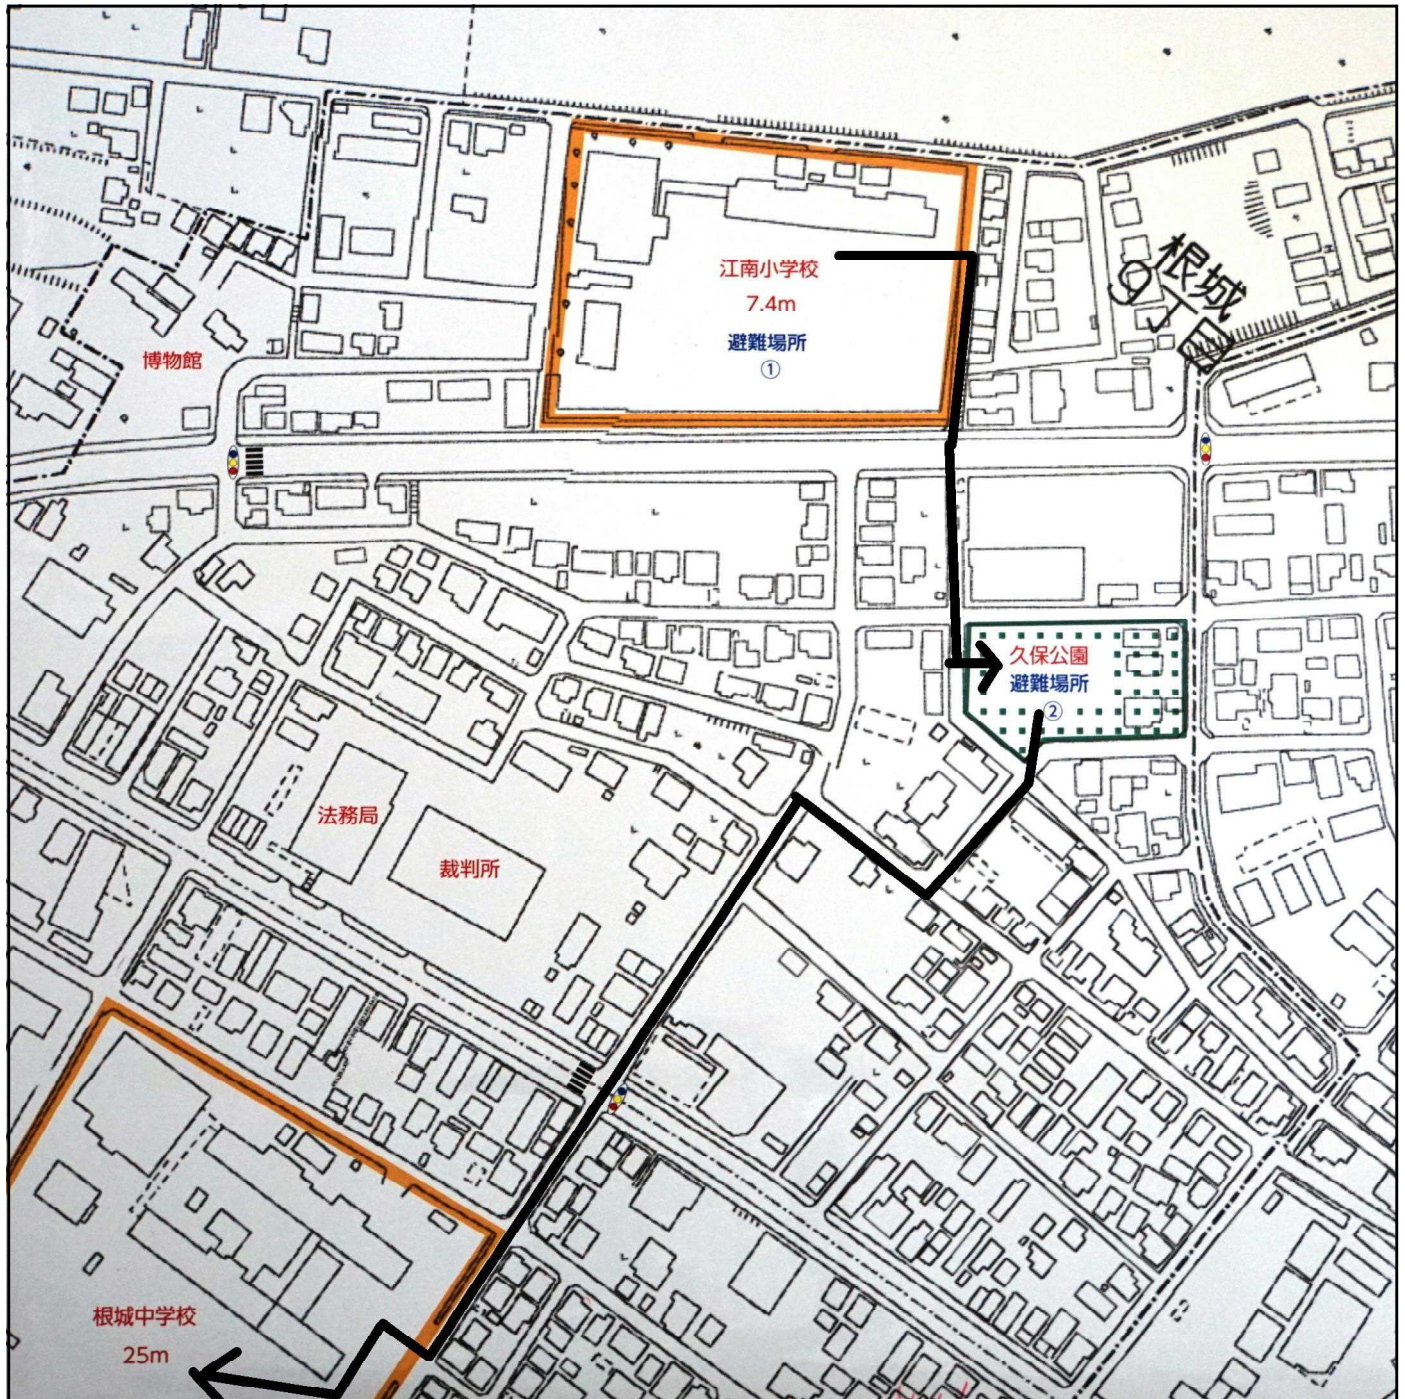 江南小学校
7.4m
避難場所
①
根城
9丁目
博物館
久保公園
避難場所
②
法務局
裁判所
根城中学校
25m